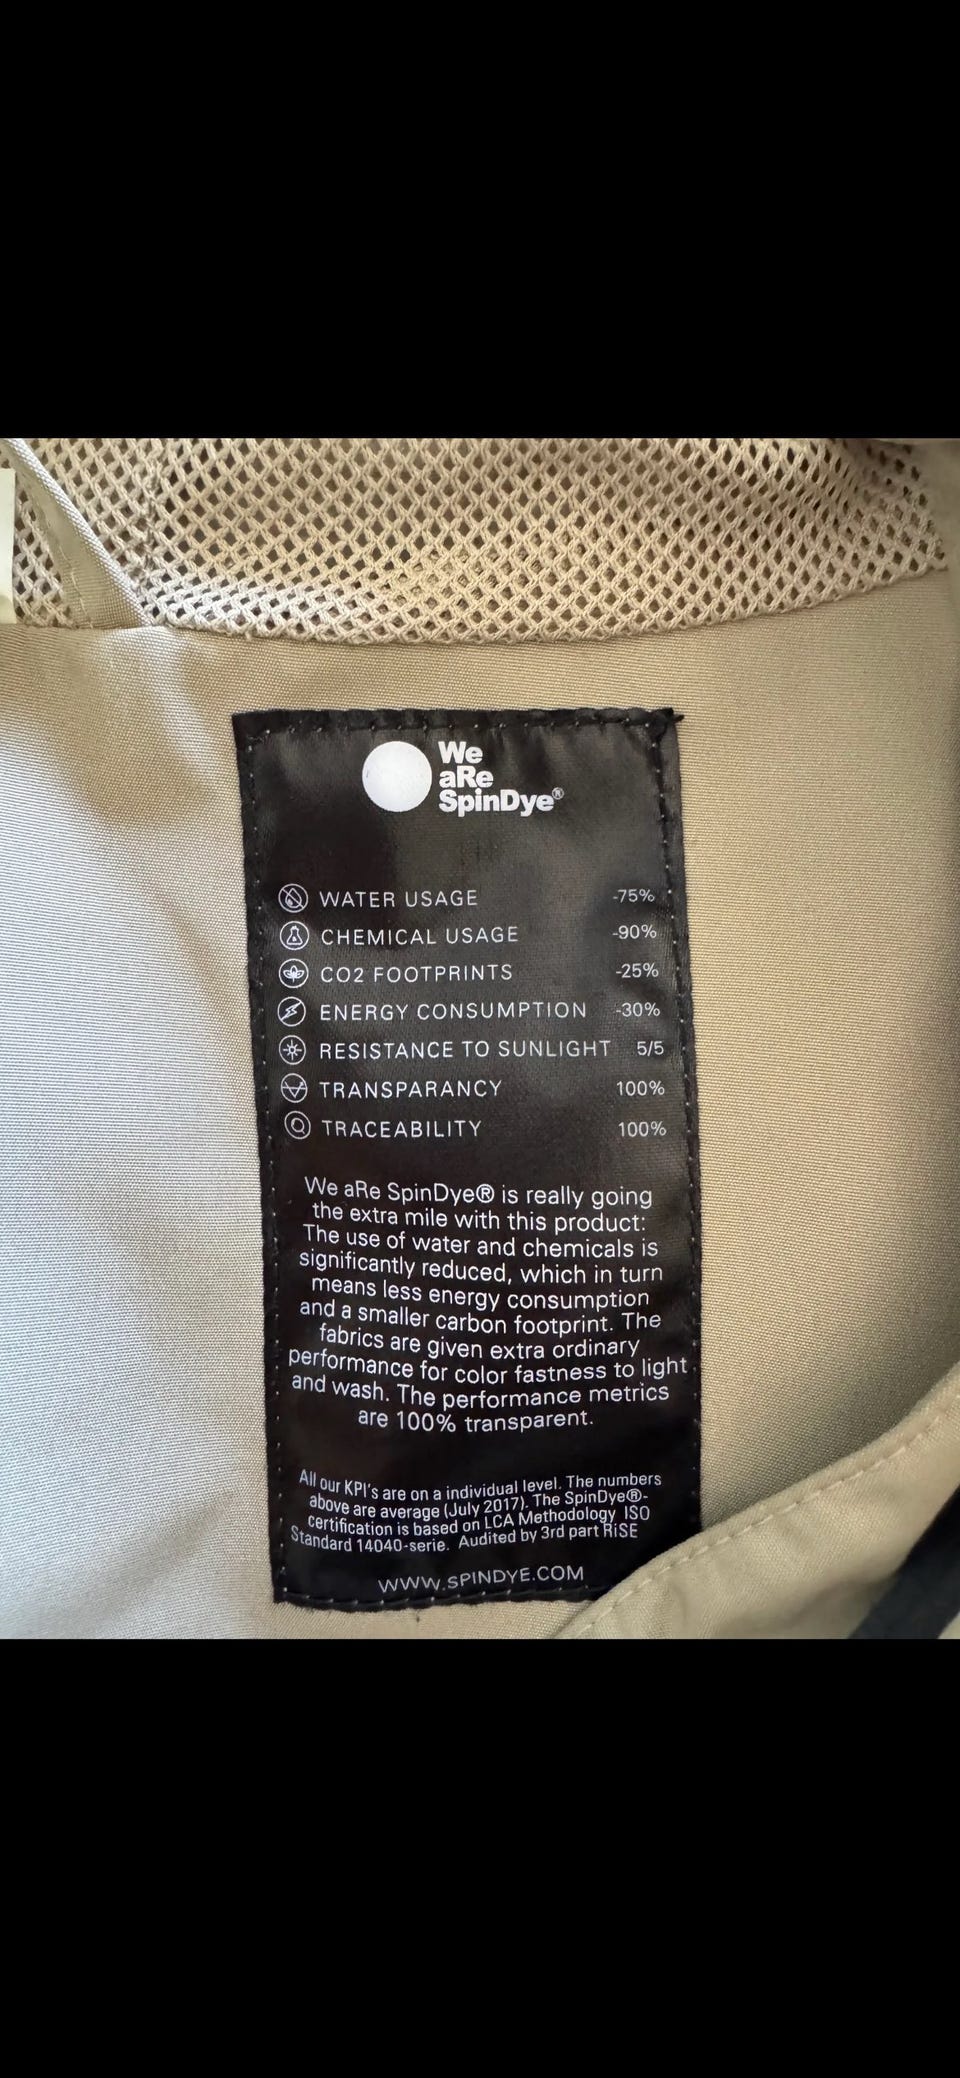 We
aRe
SpinDye®
WATER USAGE -75%
CHEMICAL USAGE -90%
CO2 FOOTPRINTS -25%
ENERGY CONSUMPTION -30%
RESISTANCE TO SUNLIGHT 5/5
TRANSPARANCY 100%
TRACEABILITY 100%
We aRe SpinDye® is really going
the extra mile with this product:
The use of water and chemicals is
significantly reduced, which in turn
means less energy consumption
and a smaller carbon footprint. The
fabrics are given extra ordinary
performance for color fastness to light
and wash. The performance metrics
are 100% transparent.
All our KPI's are on a individual level. The numbers
above are average (July 2017). The SpinDye®-
certification is based on LCA Methodology ISO
Standard 14040-serie. Audited by 3rd part RiSE
WWW.SPINDYE.COM